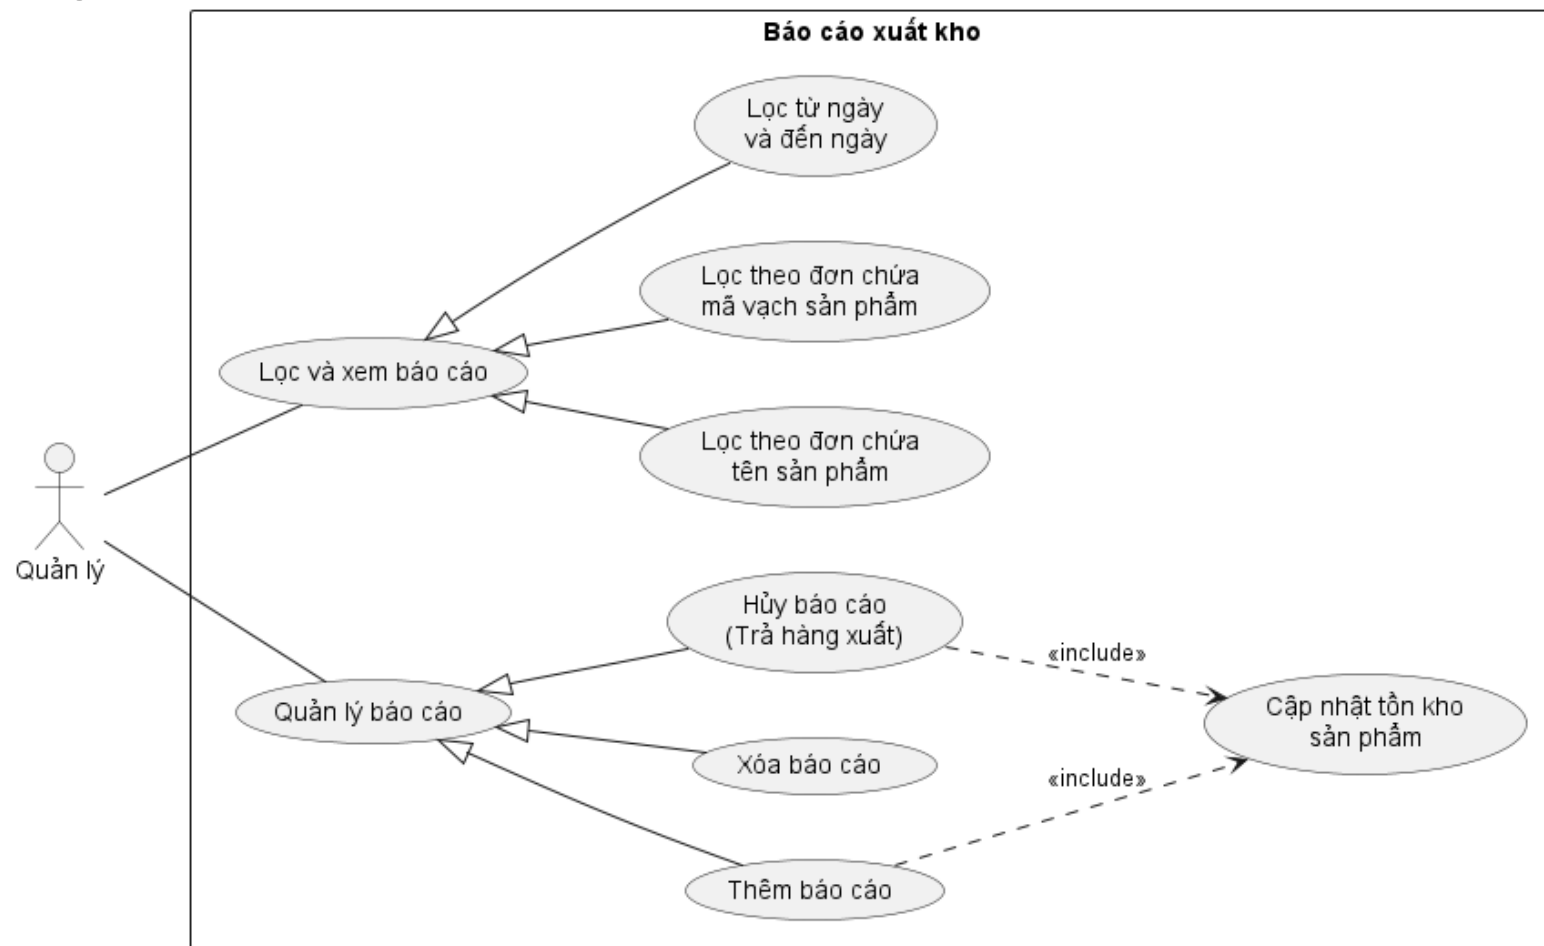 Báo cáo xuất kho
Lọc từ ngày
và đến ngày
Lọc theo đơn chứa
mã vạch sản phẩm
Lọc và xem báo cáo
Lọc theo đơn chứa
tên sản phẩm
Quản lý
Hủy báo cáo
(Trả hàng xuất)
«include»
Cập nhật tồn kho
sản phẩm
Quản lý báo cáo
Xóa báo cáo
«include»
Thêm báo cáo